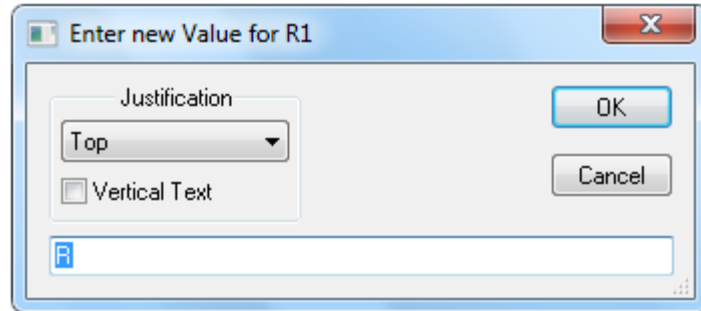 Enter new Value for R1
Justification
OK
Top
Cancel
Vertical Text
R